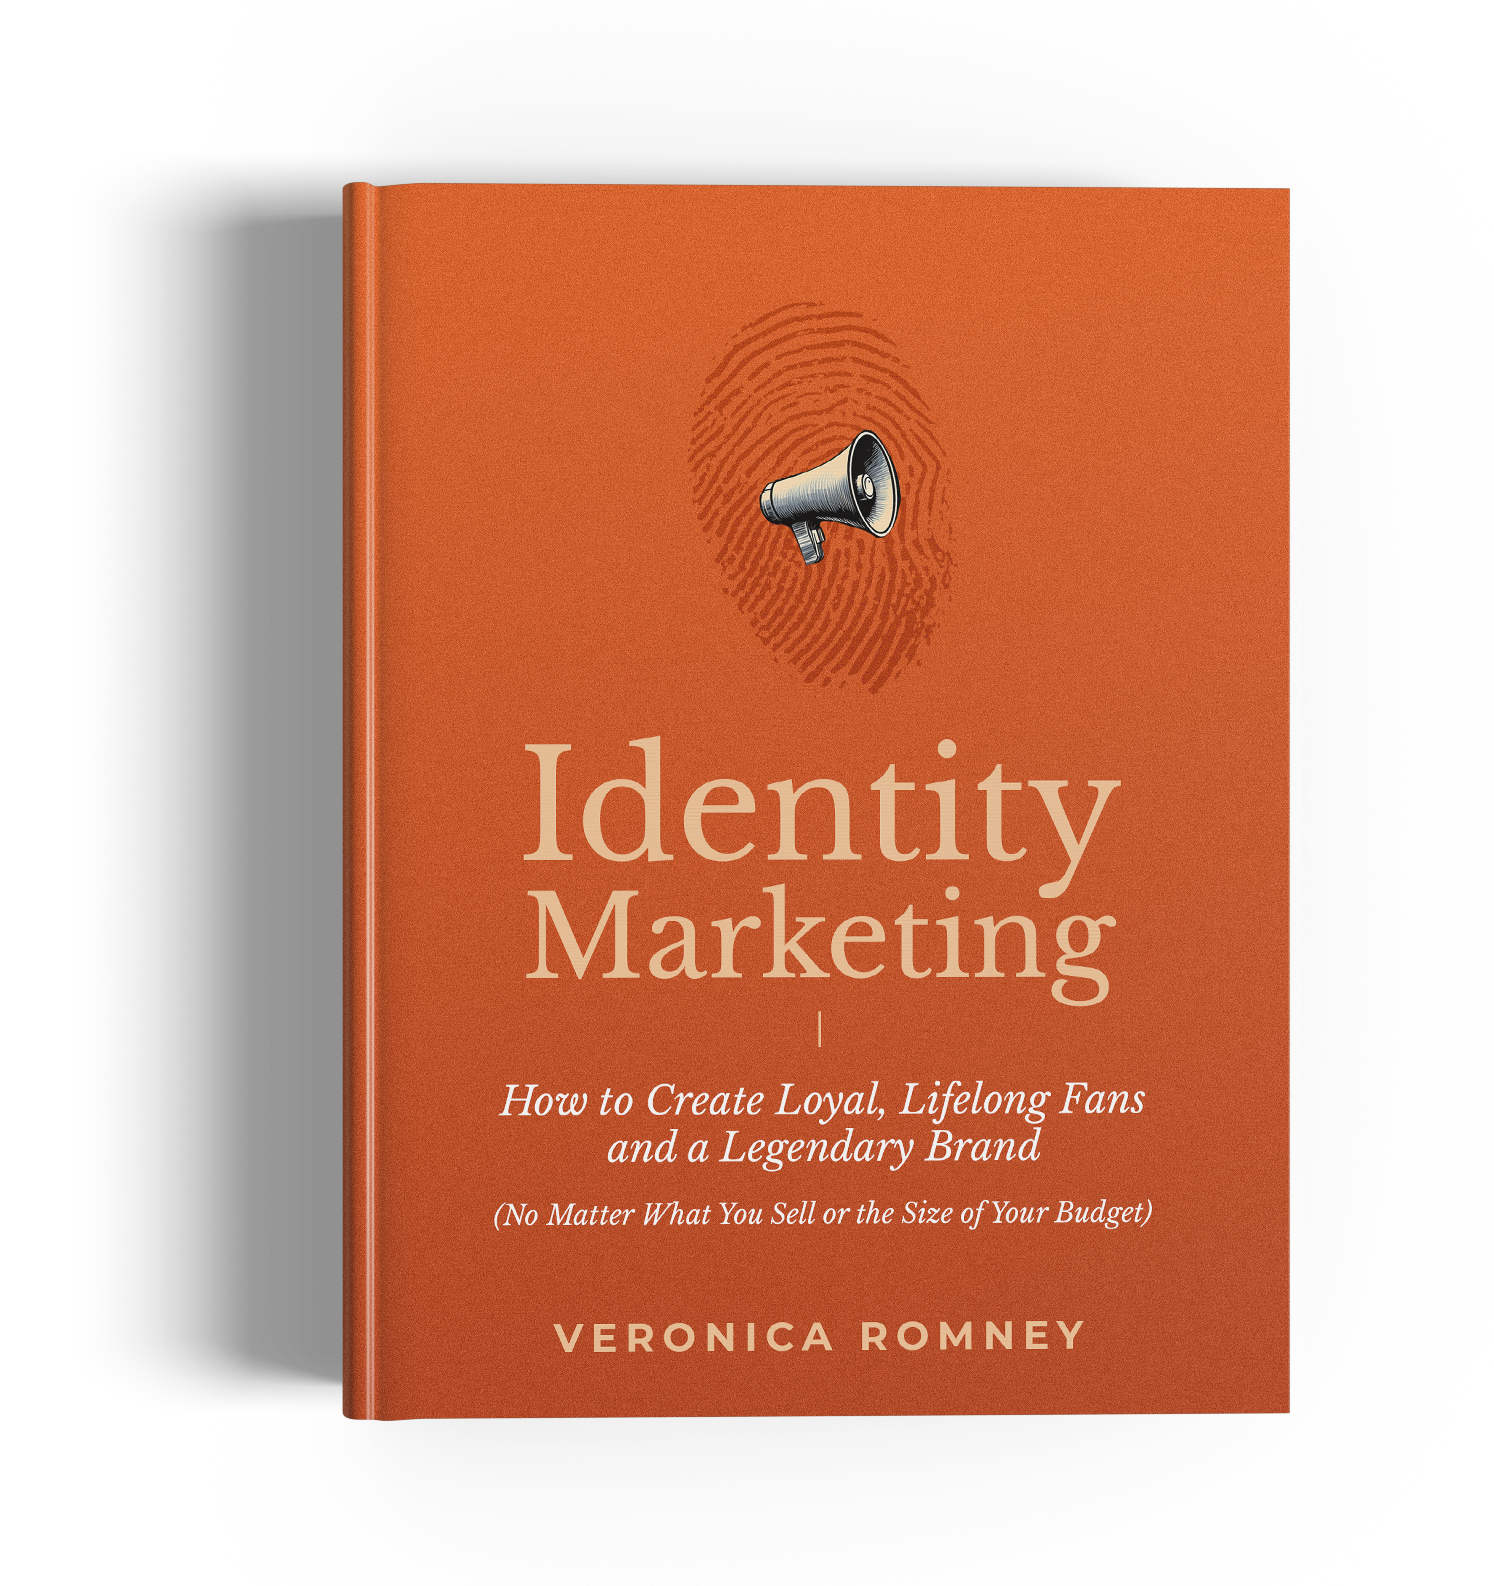 Identity
Marketing
How to Create Loyal, Lifelong Fans
and a Legendary Brand
(No Matter What You Sell or the Size of Your Budget)
VERONICA ROMNEY